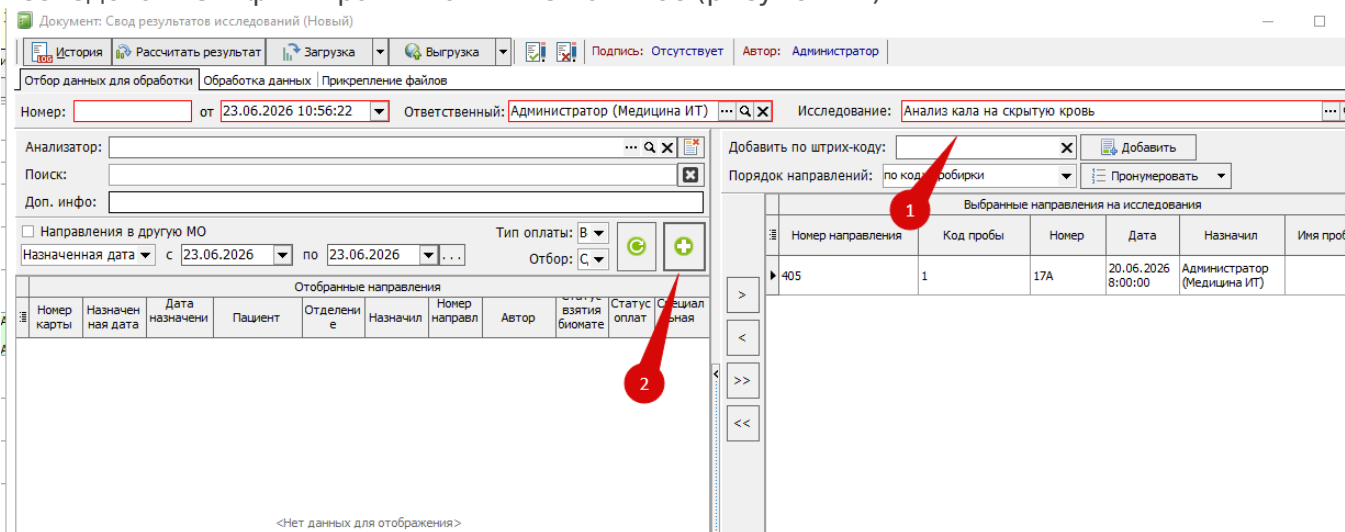 Документ: Свод результатов исследований (Новый)
История Рассчитать результат Загрузка Выгрузка Подпись: Отсутствует Автор: Администратор
Отбор данных для обработки Обработка данных Прикрепление файлов
Номер: от 23.06.2026 10:56:22 Ответственный: Администратор (Медицина ИТ) Исследование: Анализ кала на скрытую кровь
Анализатор:
Добавить по штрих-коду: Добавить
Поиск:
Порядок направлений: по код пробирки Пронумеровать
Доп. инфо:
1
Выбранные направления на исследования
Направления в другую МО Тип оплаты: В
Номер направления Код пробы Номер Дата Назначил Имя проб
Назначенная дата с 23.06.2026 по 23.06.2026 ... Отбор: С
405 1 17А 20.06.2026 8:00:00 Администратор (Медицина ИТ)
Отобранные направления
Номер карты Назначен ная дата Дата назначени Пациент Отделени е Назначил Номер направл Автор взятия биомате Статус оплат
>
<
2
>>
<<
<Нет данных для отображения>